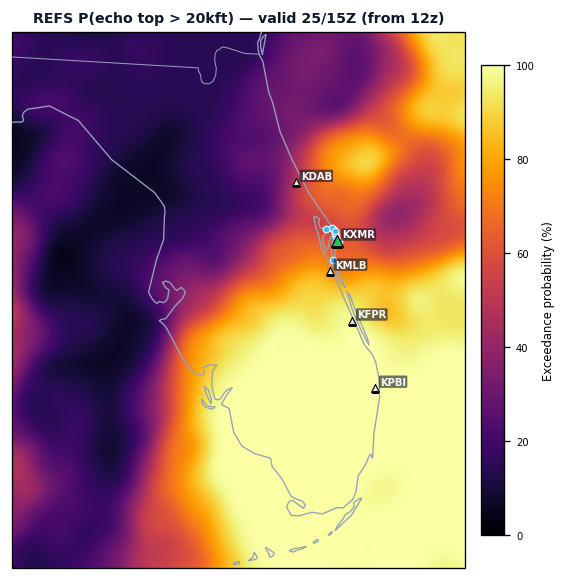 REFS P(echo top > 20kft) — valid 25/15Z (from 12z)
KDAB
KXMR
KMLB
KFPR
KPBI
100
80
60
40
20
0
Exceedance probability (%)